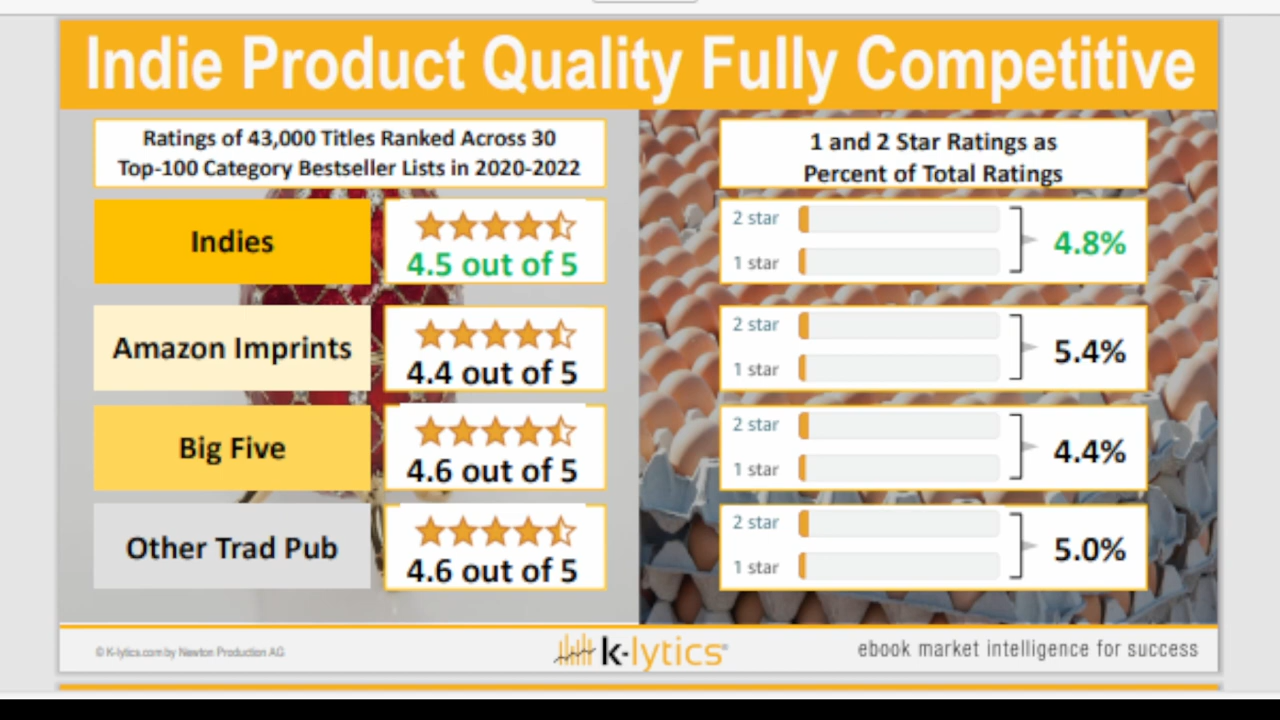 Indie Product Quality Fully Competitive
Ratings of 43,000 Titles Ranked Across 30
Top-100 Category Bestseller Lists in 2020-2022
Indies
4.5 out of 5
Amazon Imprints
4.4 out of 5
Big Five
4.6 out of 5
Other Trad Pub
4.6 out of 5
1 and 2 Star Ratings as
Percent of Total Ratings
2 star
1 star
4.8%
2 star
1 star
5.4%
2 star
1 star
4.4%
2 star
1 star
5.0%
© K-lytics.com by Newton Production AG
k-lytics®
ebook market intelligence for success